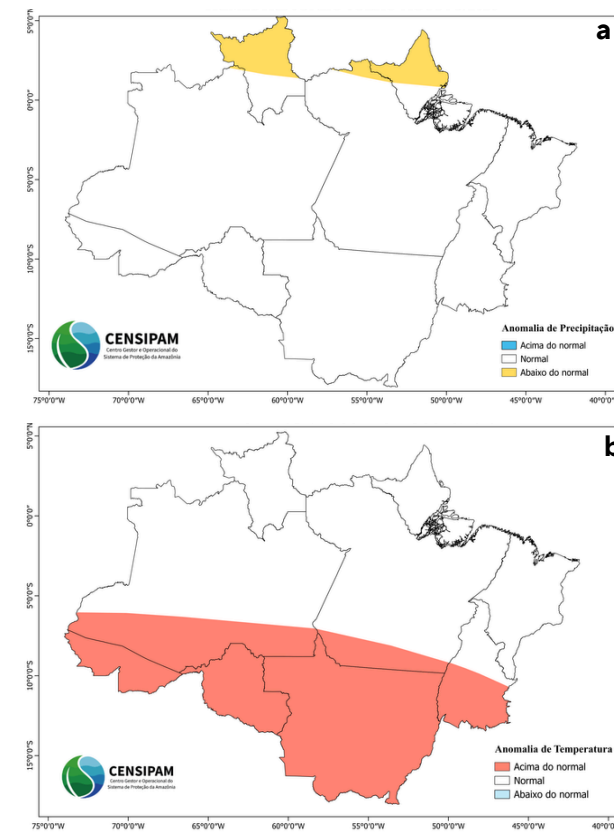 a
5°0'0"N
0°0'0"
5°0'0"S
10°0'0"S
15°0'0"S
CENSIPAM
Centro Gestor e Operacional do
Sistema de Proteção da Amazônia
Anomalia de Precipitação
Acima do normal
Normal
Abaixo do normal
75°0'0"W 70°0'0"W 65°0'0"W 60°0'0"W 55°0'0"W 50°0'0"W 45°0'0"W 40°0'
b
5°0'0"N
0°0'0"
5°0'0"S
10°0'0"S
15°0'0"S
CENSIPAM
Centro Gestor e Operacional do
Sistema de Proteção da Amazônia
Anomalia de Temperatura
Acima do normal
Normal
Abaixo do normal
75°0'0"W 70°0'0"W 65°0'0"W 60°0'0"W 55°0'0"W 50°0'0"W 45°0'0"W 40°0'